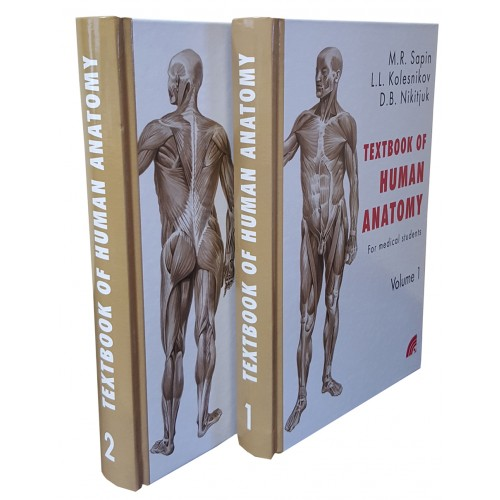 TEXTBOOK OF HUMAN ANATOMY
2
TEXTBOOK OF HUMAN ANATOMY
1
M.R. Sapin
L.L. Kolesnikov
D.B. Nikitjuk
TEXTBOOK OF
HUMAN
ANATOMY
For medical students
Volume 1